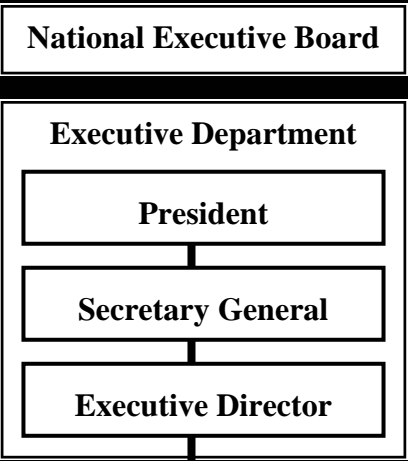 National Executive Board
Executive Department
President
Secretary General
Executive Director